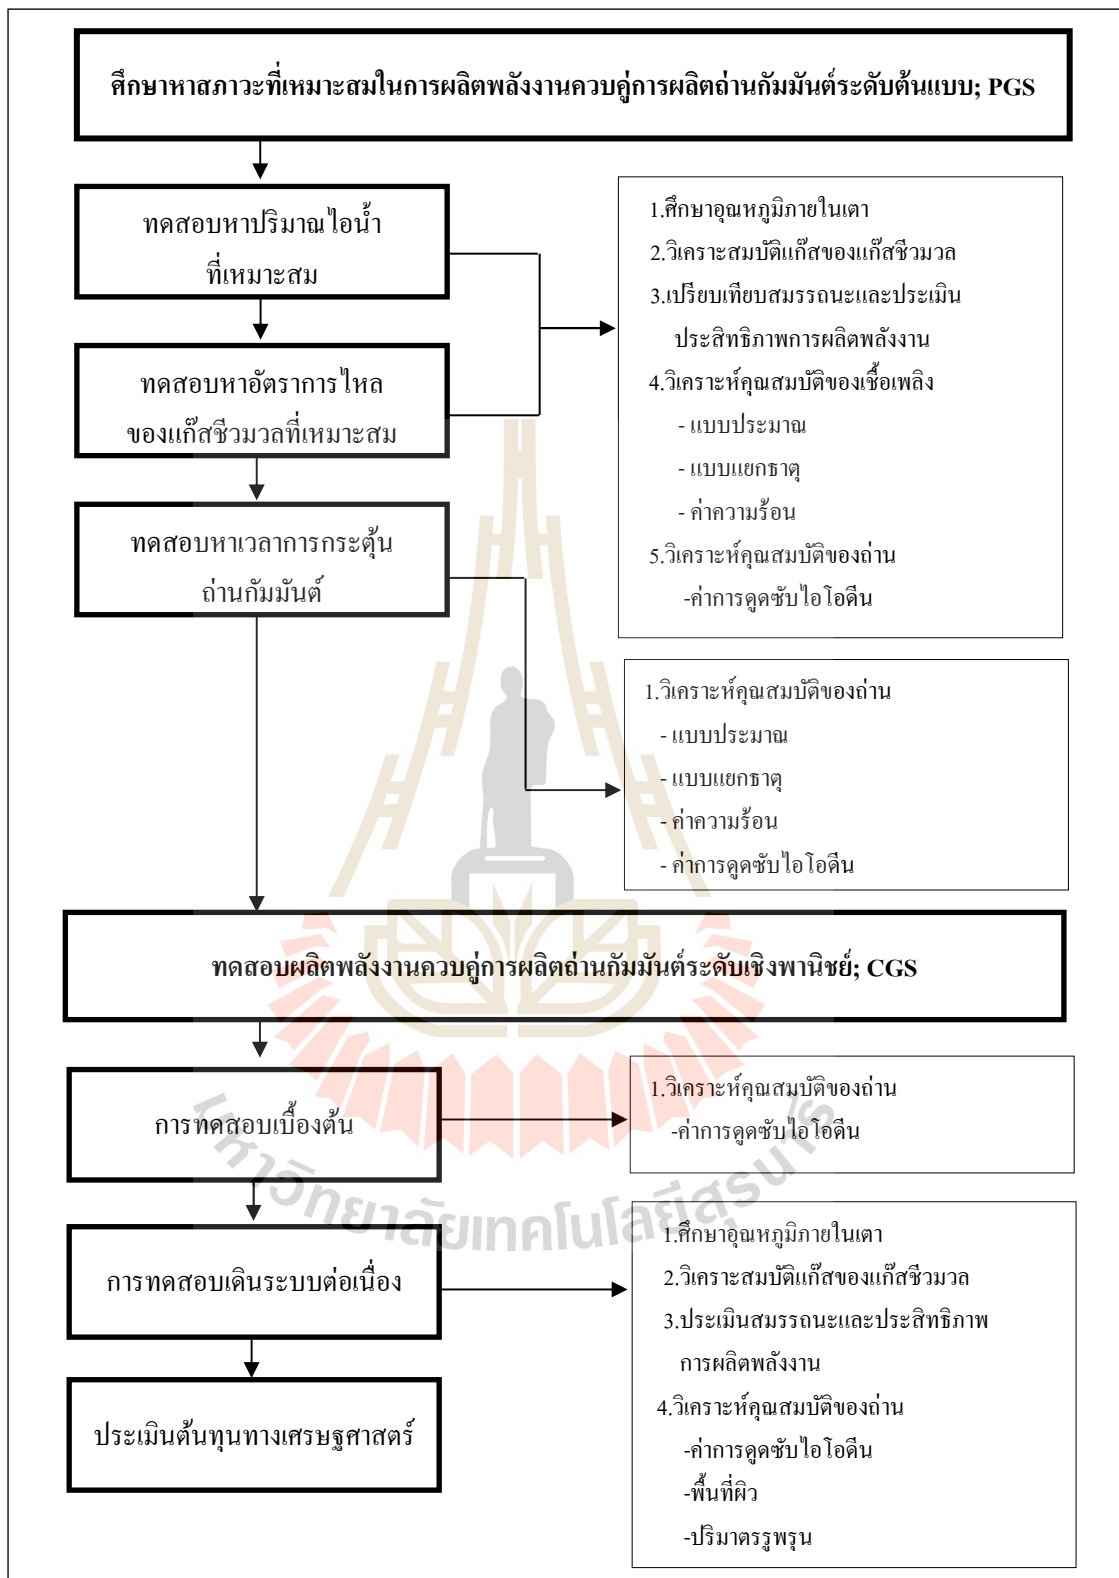 ศึกษาหาสภาวะที่เหมาะสมในการผลิตพลังงานควบคู่การผลิตถ่านกัมมันต์ระดับต้นแบบ; PGS
ทดสอบหาปริมาณไอน้ำ
ที่เหมาะสม
ทดสอบหาอัตราการไหล
ของแก๊สชีวมวลที่เหมาะสม
ทดสอบหาเวลาการกระตุ้น
ถ่านกัมมันต์
1.ศึกษาอุณหภูมิภายในเตา
2.วิเคราะสมบัติแก๊สของแก๊สชีวมวล
3.เปรียบเทียบสมรรถนะและประเมิน
ประสิทธิภาพการผลิตพลังงาน
4.วิเคราะห์คุณสมบัติของเชื้อเพลิง
- แบบประมาณ
- แบบแยกธาตุ
- ค่าความร้อน
5.วิเคราะห์คุณสมบัติของถ่าน
-ค่าการดูดซับไอโอดีน
1.วิเคราะห์คุณสมบัติของถ่าน
- แบบประมาณ
- แบบแยกธาตุ
- ค่าความร้อน
- ค่าการดูดซับไอโอดีน
ทดสอบผลิตพลังงานควบคู่การผลิตถ่านกัมมันต์ระดับเชิงพานิชย์; CGS
การทดสอบเบื้องต้น
1.วิเคราะห์คุณสมบัติของถ่าน
-ค่าการดูดซับไอโอดีน
การทดสอบเดินระบบต่อเนื่อง
1.ศึกษาอุณหภูมิภายในเตา
2.วิเคราะสมบัติแก๊สของแก๊สชีวมวล
3.ประเมินสมรรถนะและประสิทธิภาพ
การผลิตพลังงาน
4.วิเคราะห์คุณสมบัติของถ่าน
-ค่าการดูดซับไอโอดีน
-พื้นที่ผิว
-ปริมาตรรูพรุน
ประเมินต้นทุนทางเศรษฐศาสตร์
มหาวิทยาลัยเทคโนโลยีสุรนารี